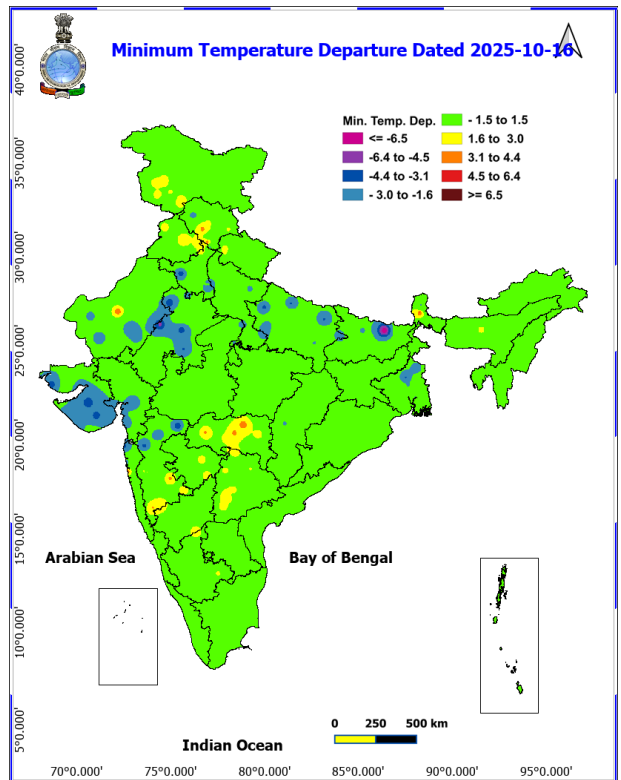 Minimum Temperature Departure Dated 2025-10-16
Min. Temp. Dep.
<= -6.5
-6.4 to -4.5
-4.4 to -3.1
- 3.0 to -1.6
- 1.5 to 1.5
1.6 to 3.0
3.1 to 4.4
4.5 to 6.4
>= 6.5
40°0.000'
35°0.000'
30°0.000'
25°0.000'
20°0.000'
15°0.000'
10°0.000'
5°0.000'
Arabian Sea
Bay of Bengal
0 250 500 km
Indian Ocean
70°0.000' 75°0.000' 80°0.000' 85°0.000' 90°0.000' 95°0.000'